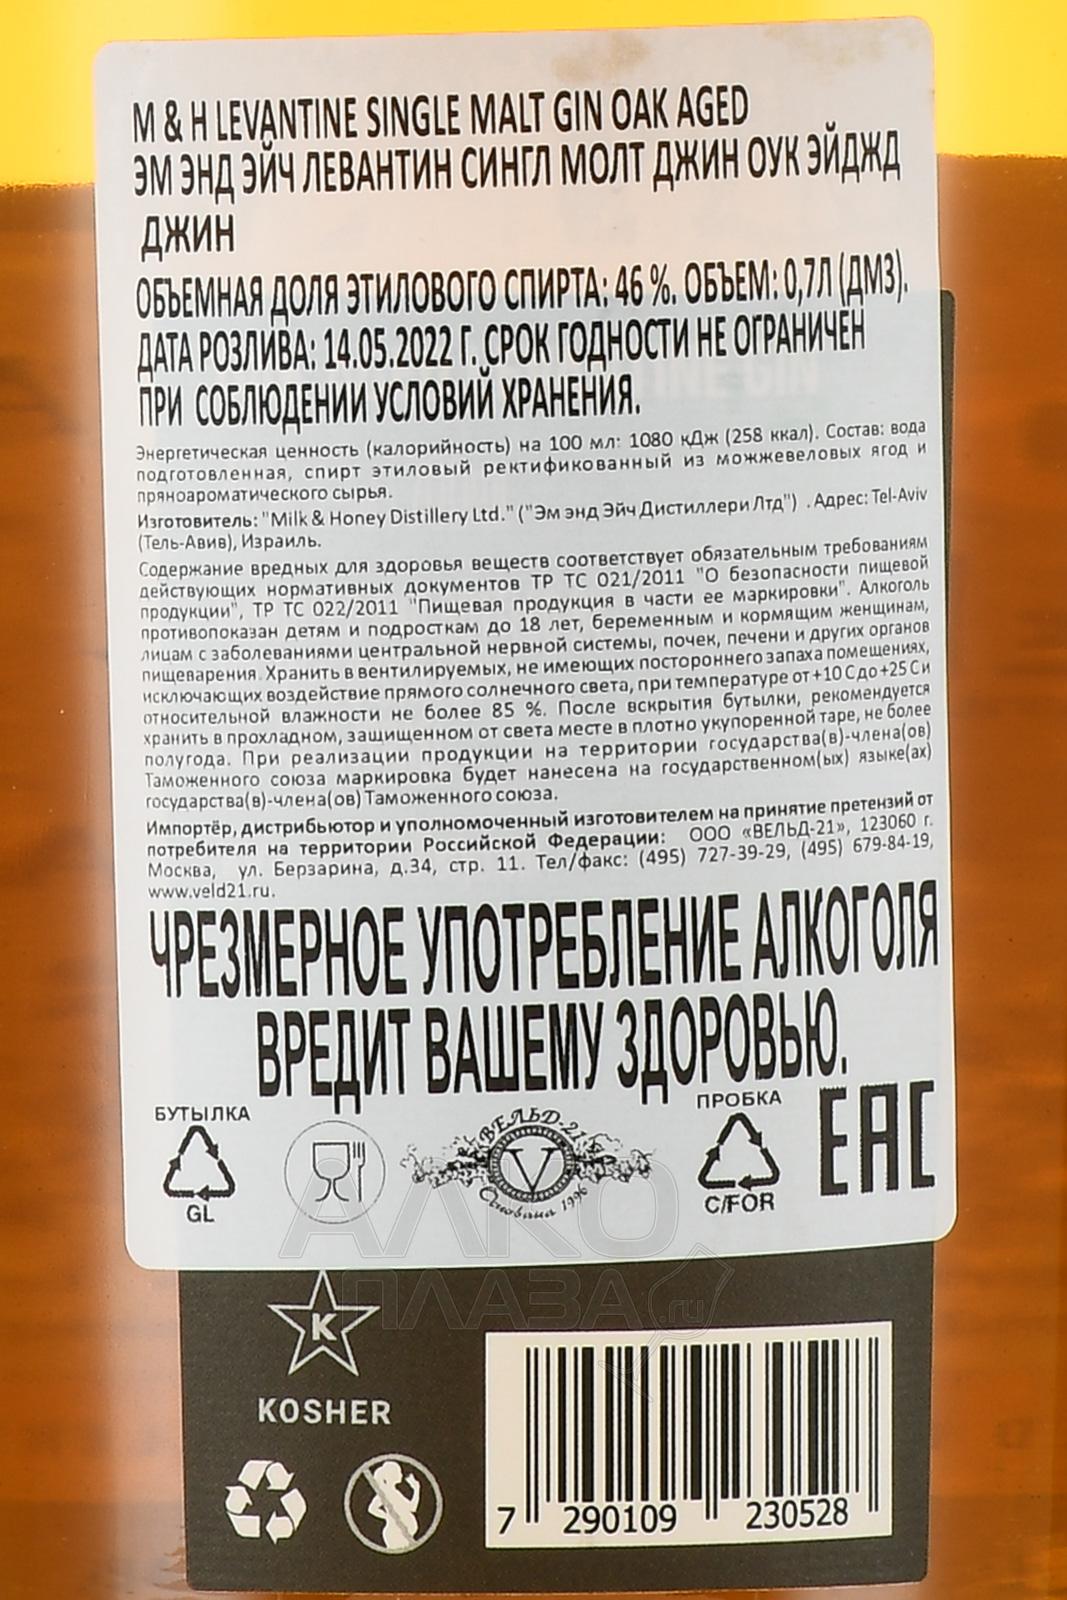 M & H LEVANTINE SINGLE MALT GIN OAK AGED
ЭМ ЭНД ЭЙЧ ЛЕВАНТИН СИНГЛ МОЛТ ДЖИН ОУК ЭЙДЖД
ДЖИН
ОБЪЕМНАЯ ДОЛЯ ЭТИЛОВОГО СПИРТА: 46 %. ОБЪЕМ: 0,7Л (ДМ3).
ДАТА РОЗЛИВА: 14.05.2022 Г. СРОК ГОДНОСТИ НЕ ОГРАНИЧЕН
ПРИ СОБЛЮДЕНИИ УСЛОВИЙ ХРАНЕНИЯ.
Энергетическая ценность (калорийность) на 100 мл: 1080 кДж (258 ккал). Состав: вода
подготовленная, спирт этиловый ректификованный из можжевеловых ягод и
пряноароматического сырья.
Изготовитель: "Milk & Honey Distillery Ltd." ("Эм энд Эйч Дистиллери Лтд") . Адрес: Tel-Aviv
(Тель-Авив), Израиль.
Содержание вредных для здоровья веществ соответствует обязательным требованиям
действующих нормативных документов ТР ТС 021/2011 "О безопасности пищевой
продукции", ТР ТС 022/2011 "Пищевая продукция в части ее маркировки". Алкоголь
противопоказан детям и подросткам до 18 лет, беременным и кормящим женщинам,
лицам с заболеваниями центральной нервной системы, почек, печени и других органов
пищеварения. Хранить в вентилируемых, не имеющих постороннего запаха помещениях,
исключающих воздействие прямого солнечного света, при температуре от +10 С до +25 С и
относительной влажности не более 85 %. После вскрытия бутылки, рекомендуется
хранить в прохладном, защищенном от света месте в плотно укупоренной таре, не более
полугода. При реализации продукции на территории государства(в)-члена(ов)
Таможенного союза маркировка будет нанесена на государственном(ых) языке(ах)
государства(в)-члена(ов) Таможенного союза.
Импортёр, дистрибьютор и уполномоченный изготовителем на принятие претензий от
потребителя на территории Российской Федерации: ООО «ВЕЛЬД-21», 123060 г.
Москва, ул. Берзарина, д.34, стр. 11. Тел/факс: (495) 727-39-29, (495) 679-84-19,
www.veld21.ru.
ЧРЕЗМЕРНОЕ УПОТРЕБЛЕНИЕ АЛКОГОЛЯ
ВРЕДИТ ВАШЕМУ ЗДОРОВЬЮ.
БУТЫЛКА
GL
ВЕЛЬД-21
V
Основана 1996
ПРОБКА
C/FOR
ЕАС
АЛКО
ПЛАЗА.ru
K
KOSHER
7 290109 230528